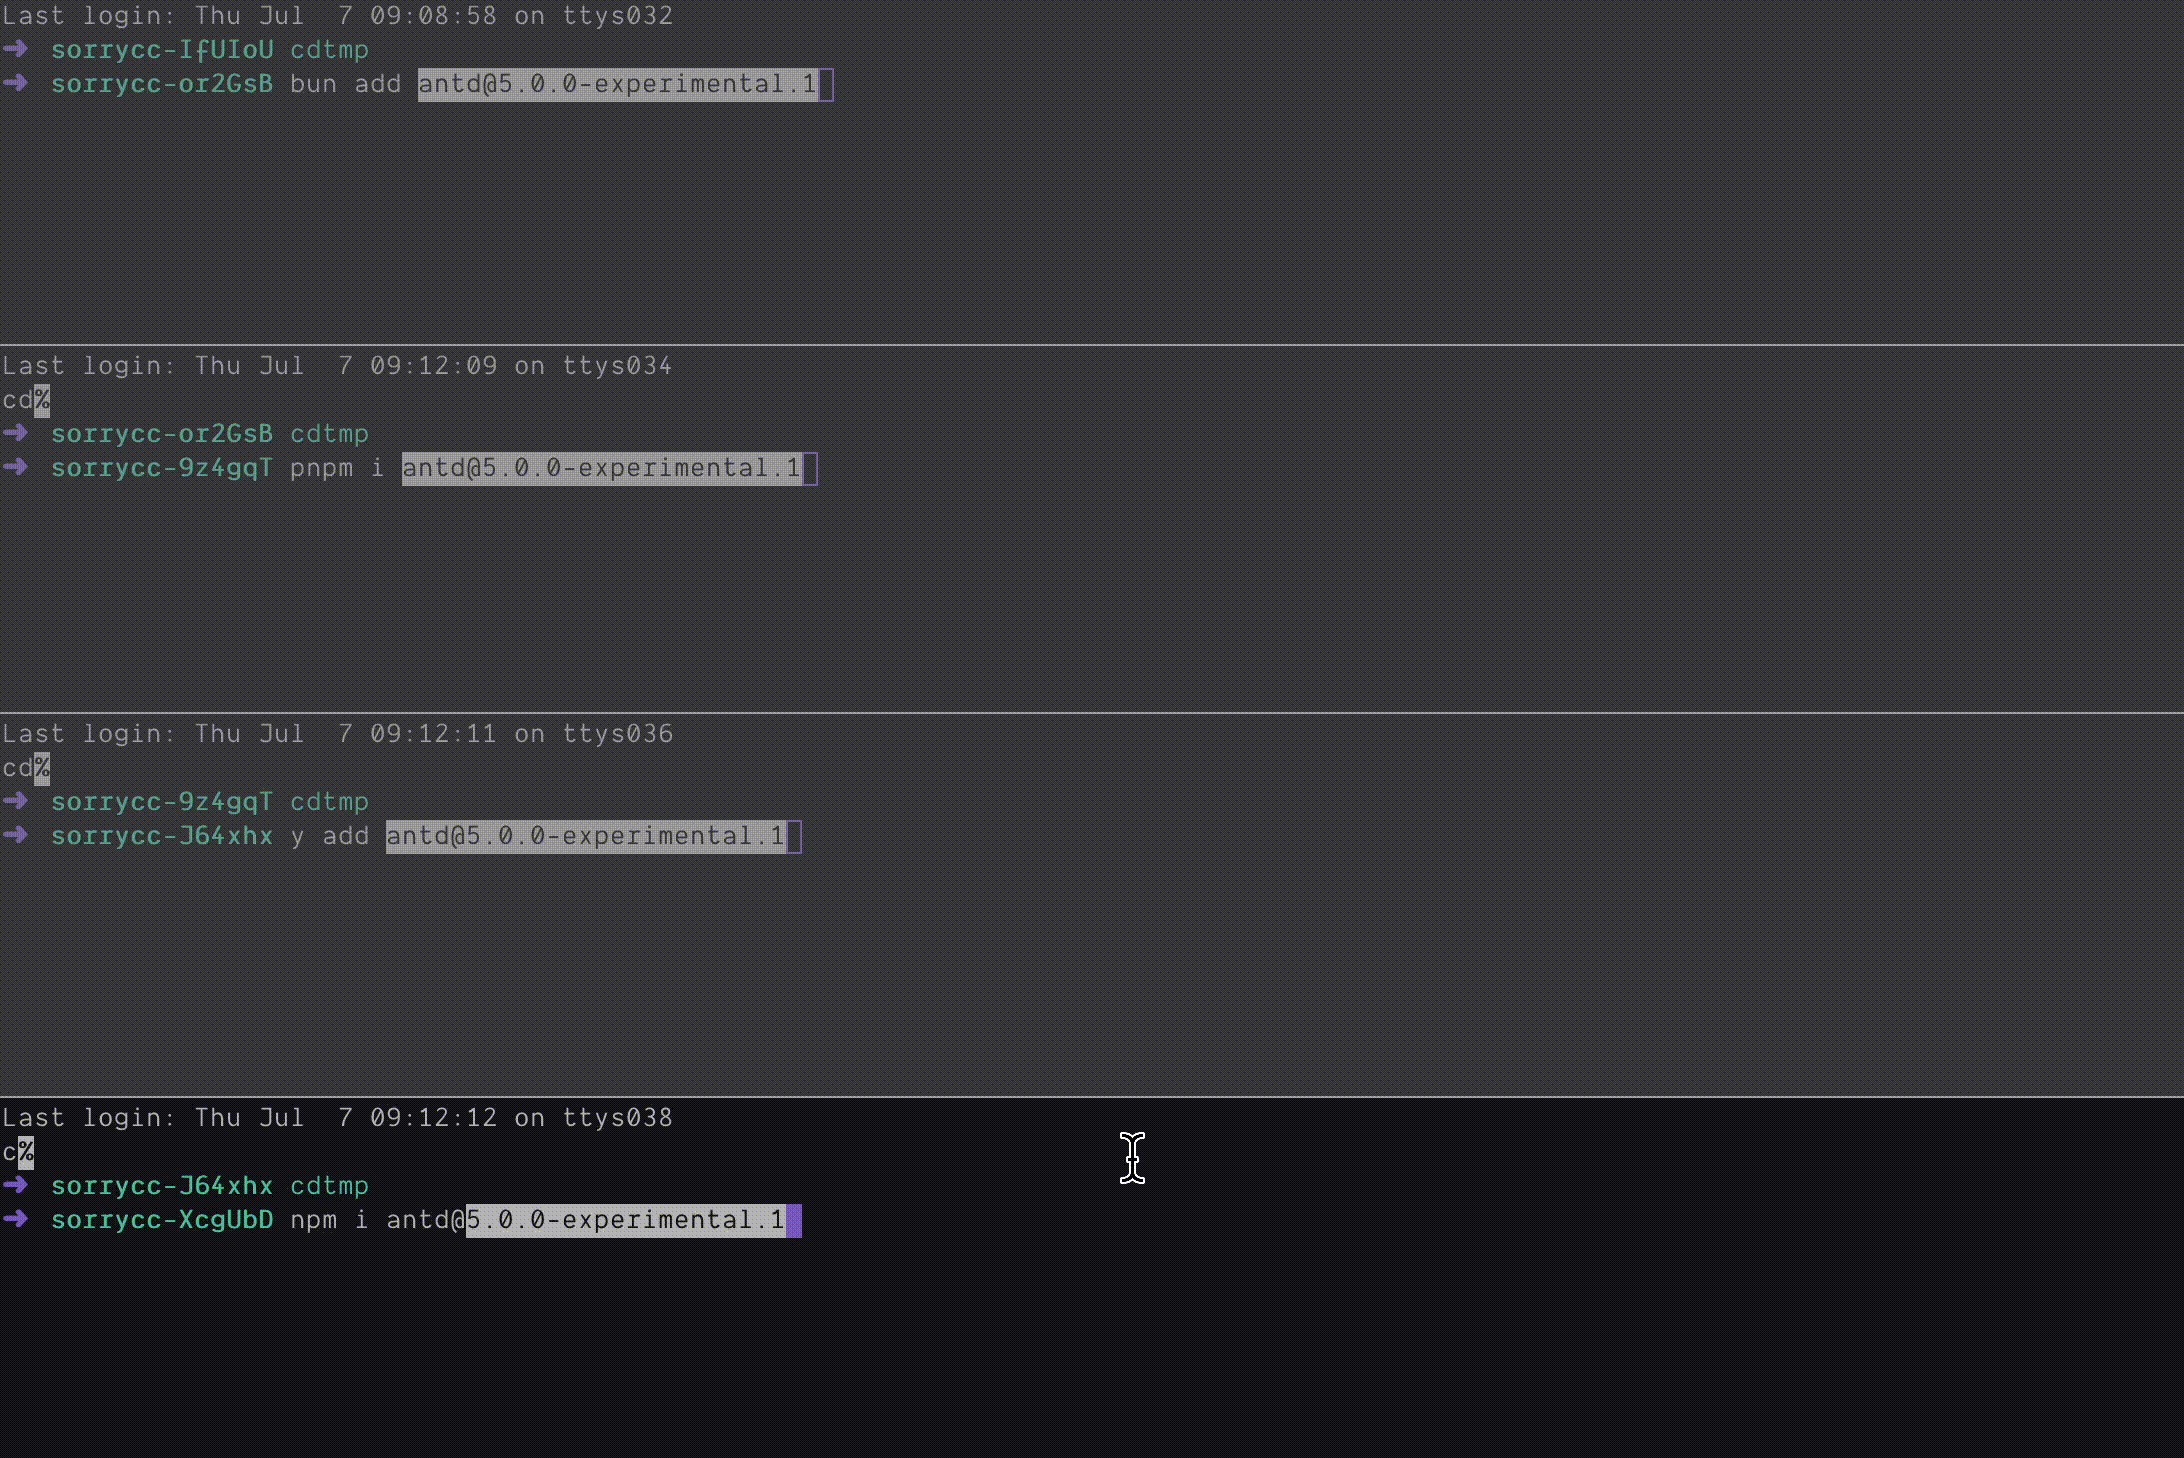 Last login: Thu Jul  7 09:08:58 on ttys032
➜  sorrycc-IfUIoU cdtmp
➜  sorrycc-or2GsB bun add antd@5.0.0-experimental.1
Last login: Thu Jul  7 09:12:09 on ttys034
cd%
➜  sorrycc-or2GsB cdtmp
➜  sorrycc-9z4gqT pnpm i antd@5.0.0-experimental.1
Last login: Thu Jul  7 09:12:11 on ttys036
cd%
➜  sorrycc-9z4gqT cdtmp
➜  sorrycc-J64xhx y add antd@5.0.0-experimental.1
Last login: Thu Jul  7 09:12:12 on ttys038
c%
➜  sorrycc-J64xhx cdtmp
➜  sorrycc-XcgUbD npm i antd@5.0.0-experimental.1